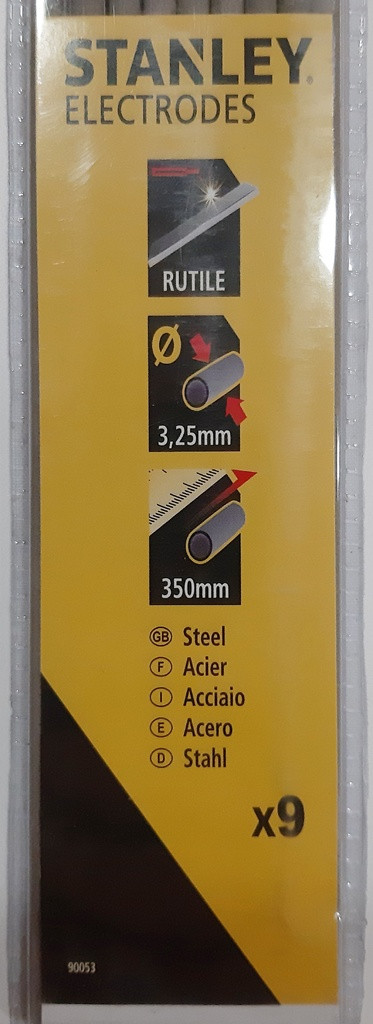 STANLEY.
ELECTRODES
RUTILE
Ø
3,25mm
350mm
GB Steel
F Acier
I Acciaio
E Acero
D Stahl
x9
90053